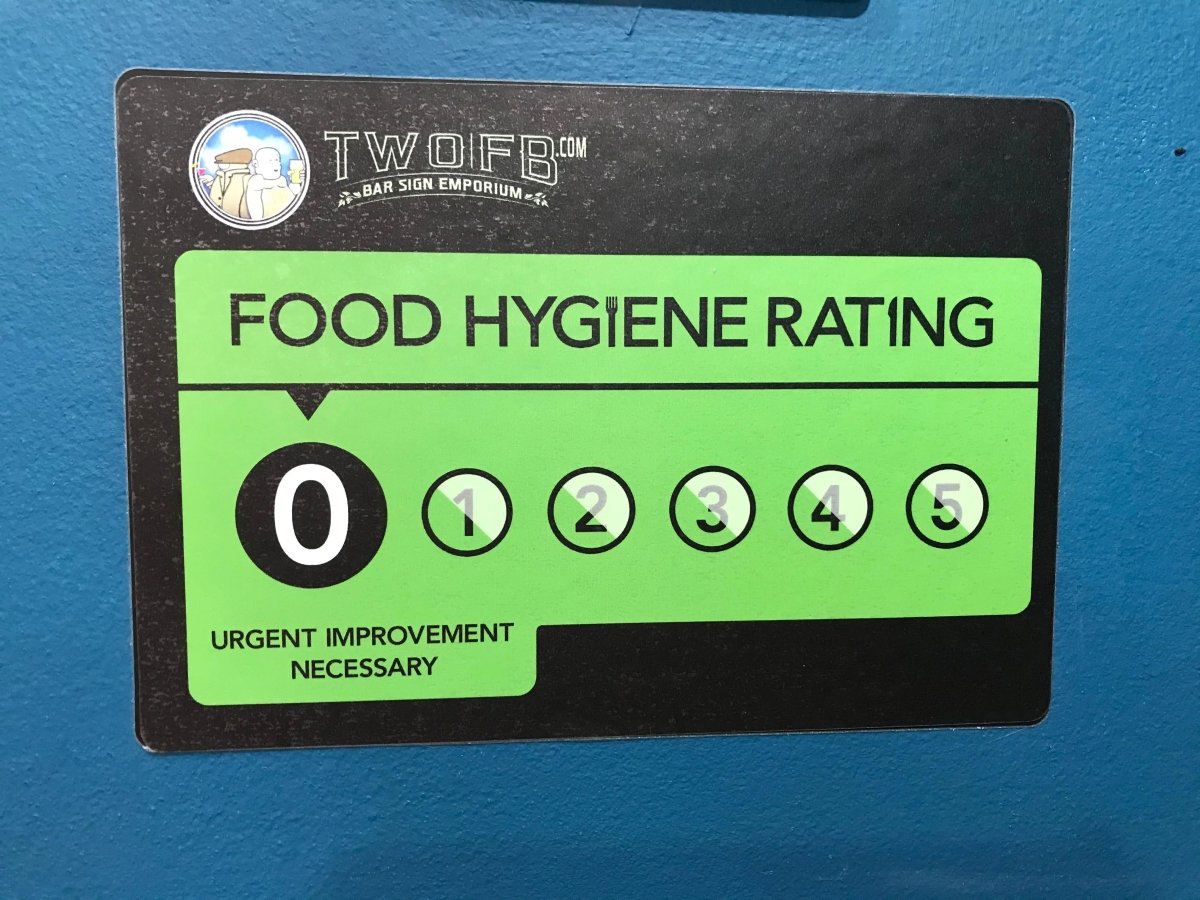 TWOFB.COM
BAR SIGN EMPORIUM
FOOD HYGIENE RATING
0 1 2 3 4 5
URGENT IMPROVEMENT
NECESSARY